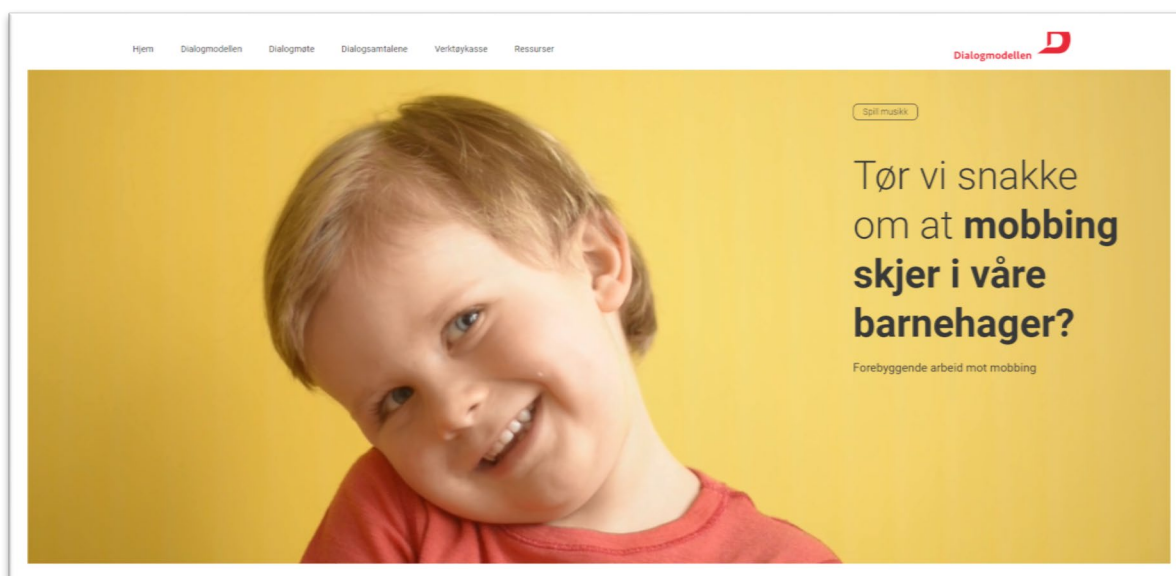 Hjem Dialogmodellen Dialogmøte Dialogsamtalene Verktøykasse Ressurser
Dialogmodellen
Spill musikk
Tør vi snakke
om at mobbing
skjer i våre
barnehager?
Forebyggende arbeid mot mobbing